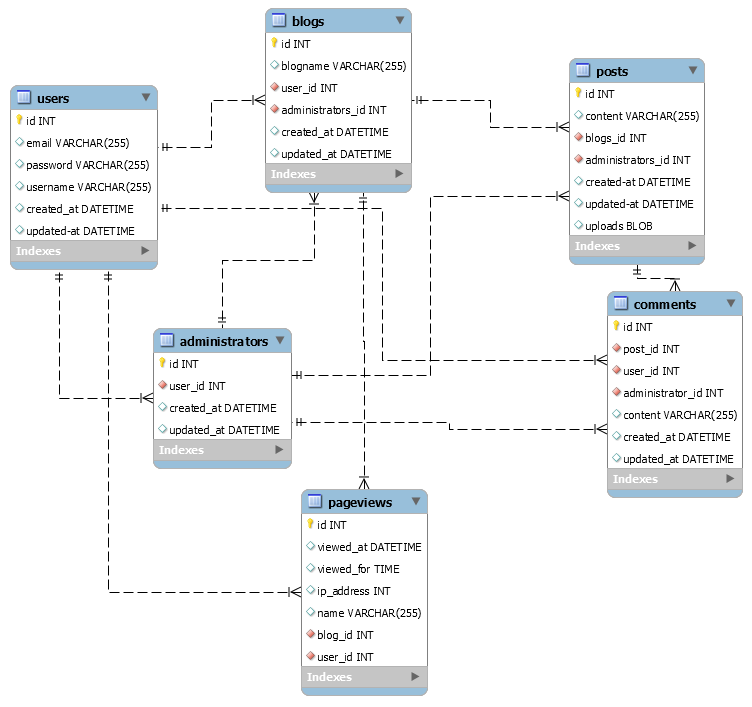 blogs
id INT
blogname VARCHAR(255)
user_id INT
administrators_id INT
created_at DATETIME
updated_at DATETIME
Indexes
posts
id INT
content VARCHAR(255)
blogs_id INT
administrators_id INT
created-at DATETIME
updated-at DATETIME
uploads BLOB
Indexes
users
id INT
email VARCHAR(255)
password VARCHAR(255)
username VARCHAR(255)
created_at DATETIME
updated-at DATETIME
Indexes
administrators
id INT
user_id INT
created_at DATETIME
updated_at DATETIME
Indexes
comments
id INT
post_id INT
user_id INT
administrator_id INT
content VARCHAR(255)
created_at DATETIME
updated_at DATETIME
Indexes
pageviews
id INT
viewed_at DATETIME
viewed_for TIME
ip_address INT
name VARCHAR(255)
blog_id INT
user_id INT
Indexes